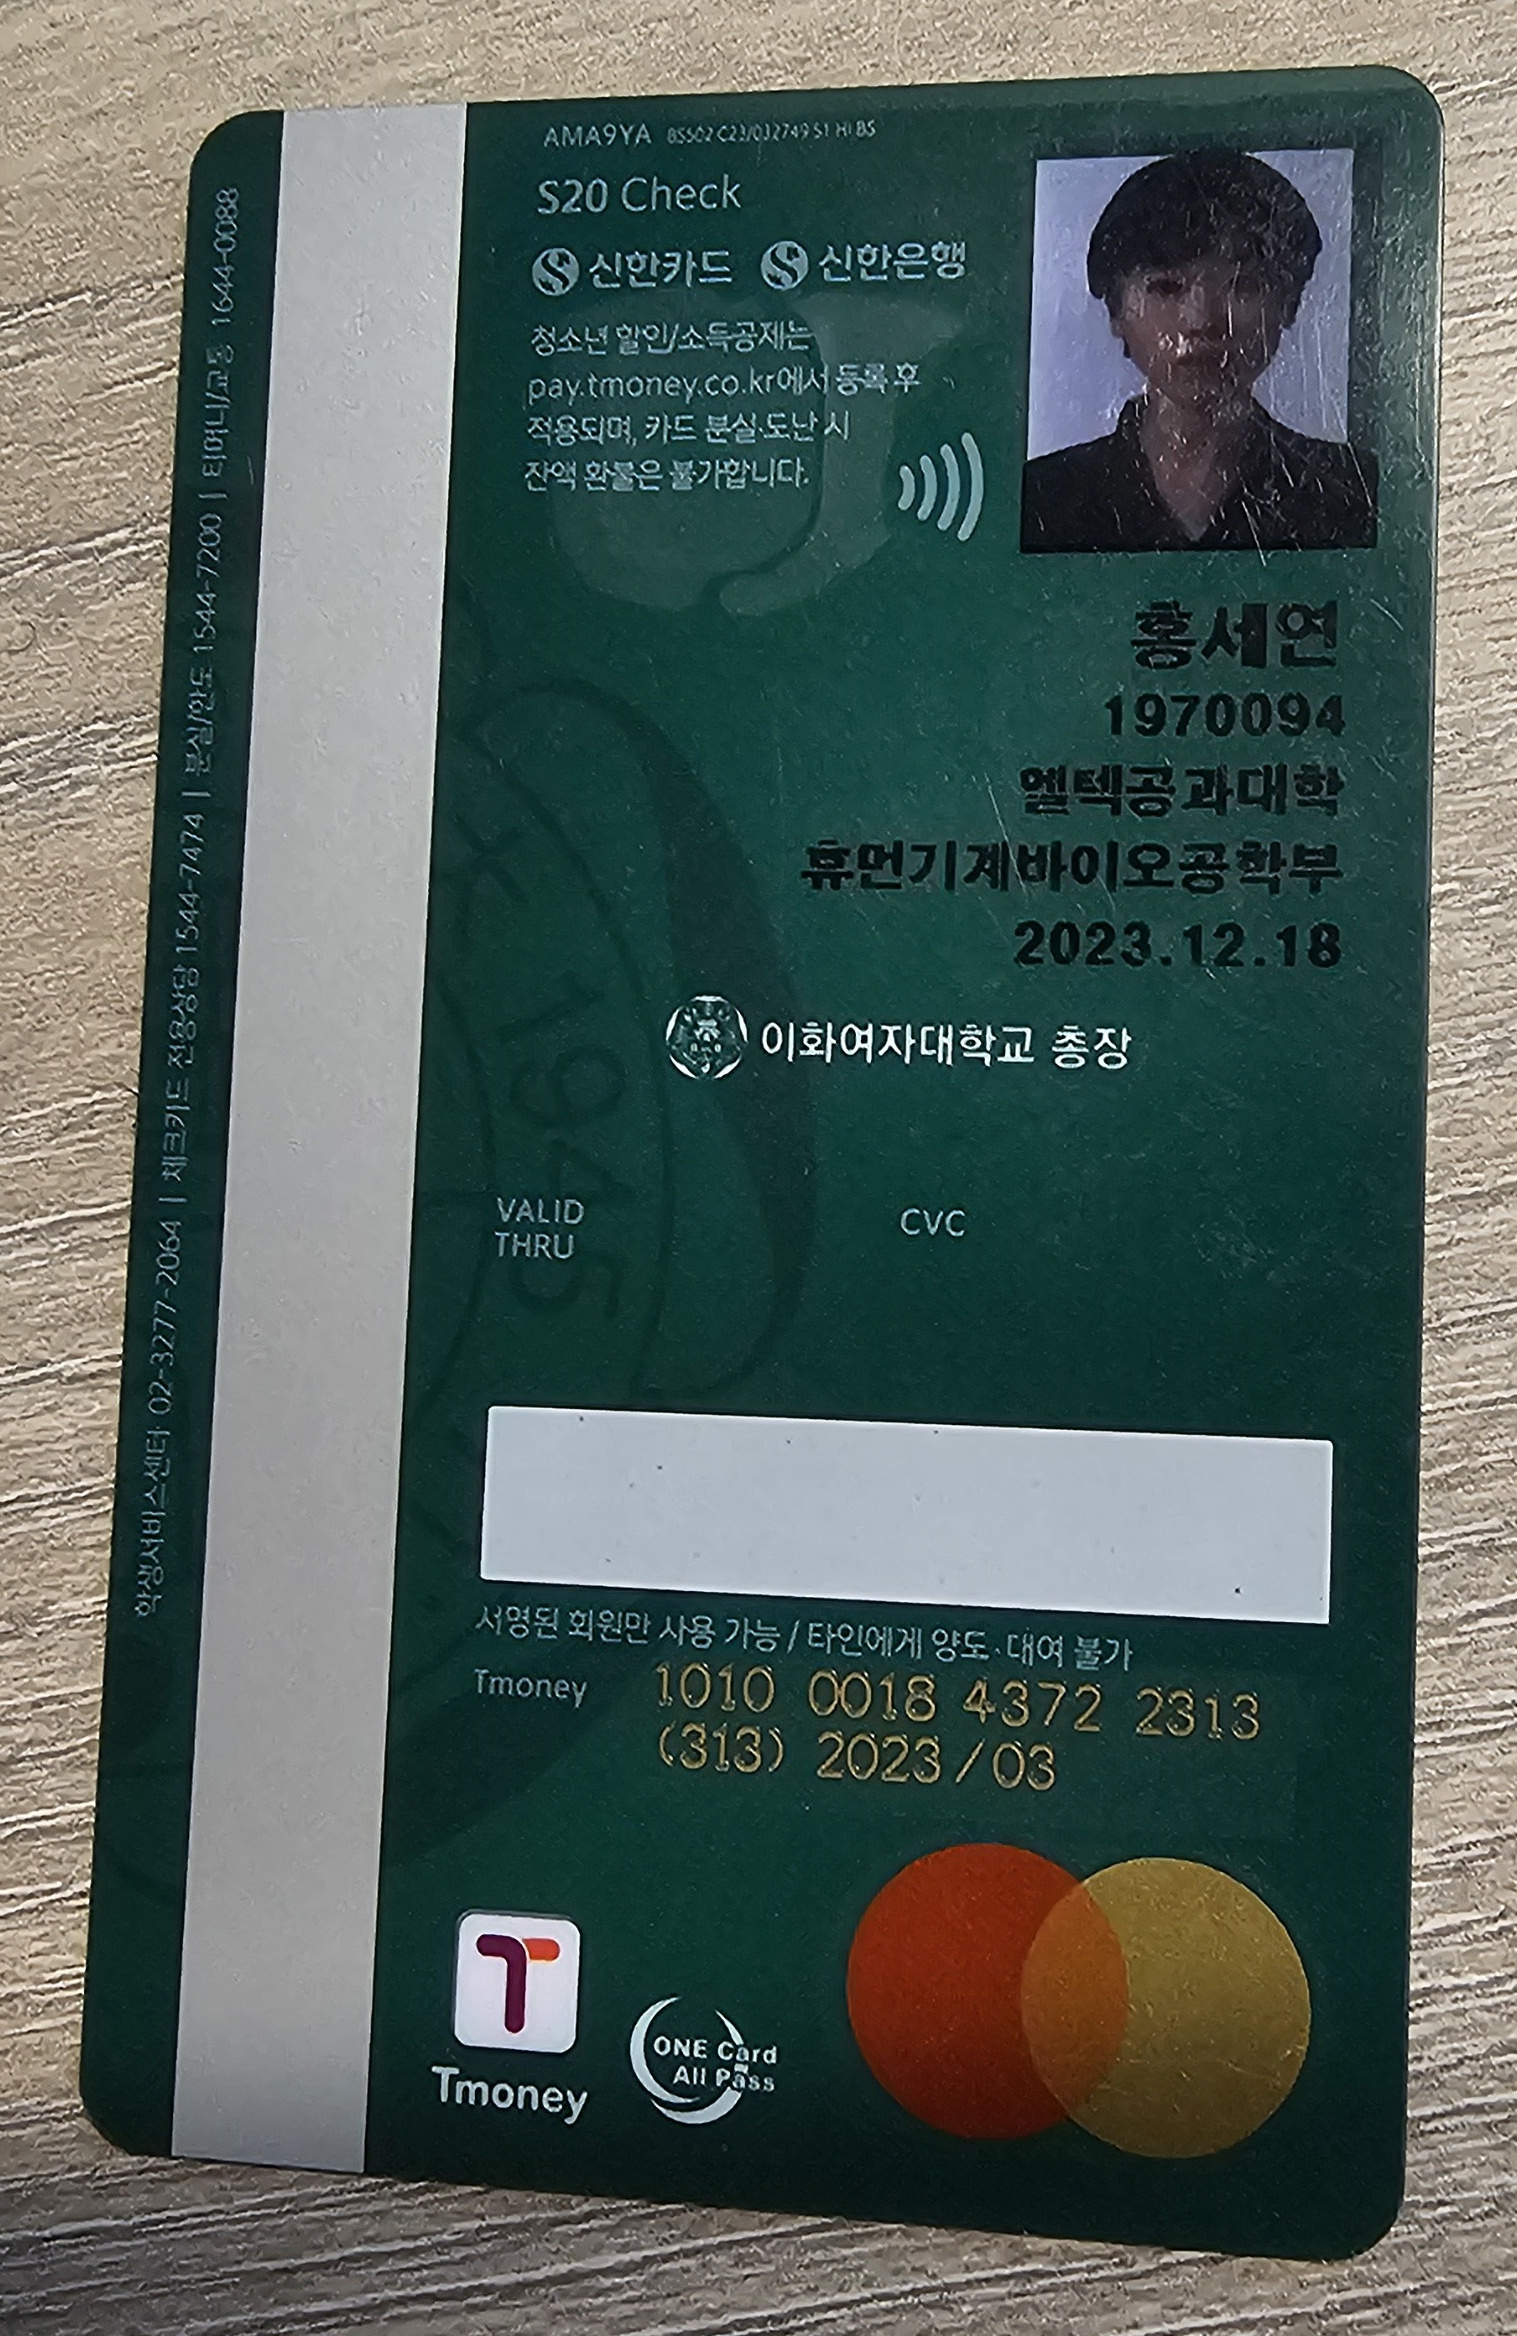 AMA9YA BS502 C23/032749 S1 HI BS
S20 Check
신한카드 신한은행
청소년 할인/소득공제는
pay.tmoney.co.kr에서 등록 후
적용되며, 카드 분실·도난 시
잔액 환불은 불가합니다.
홍세연
1970094
엘텍공과대학
휴먼기계바이오공학부
2023.12.18
이화여자대학교 총장
1945
VALID
THRU
CVC
서명된 회원만 사용 가능 / 타인에게 양도·대여 불가
Tmoney 1010 0018 4372 2313
(313) 2023/03
Tmoney
ONE Card
All Pass
학생서비스센터 02-3277-2064 | 체크카드 전용상담 1544-7474 | 분실/한도 1544-7200 | 티머니/교통 1644-0088